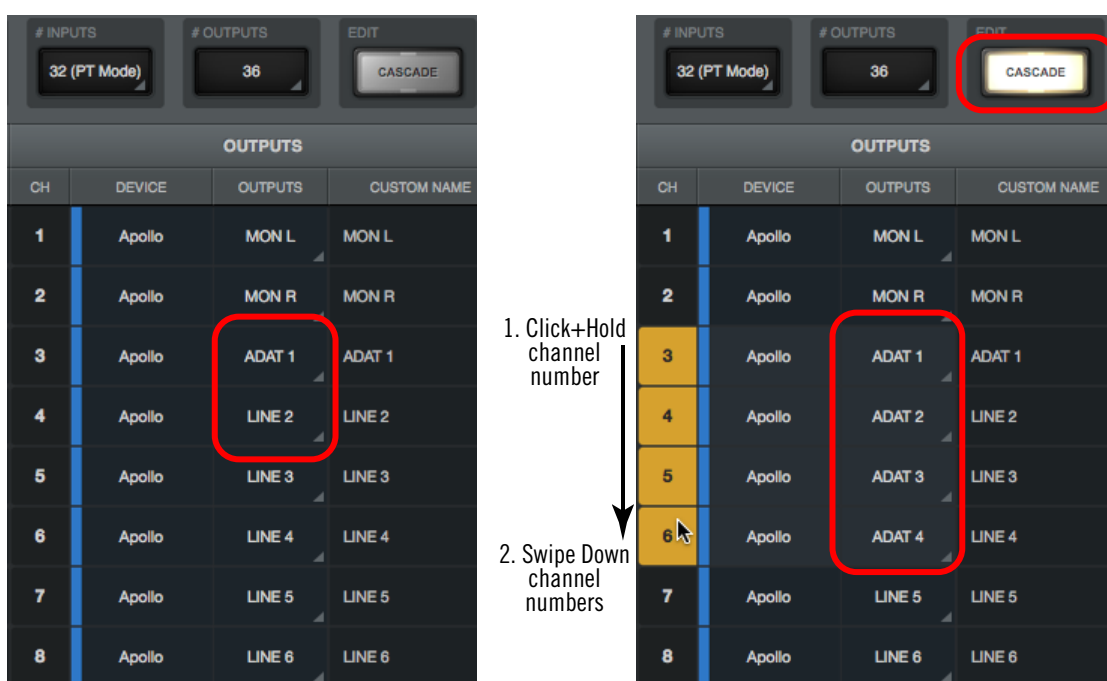 # INPUTS # OUTPUTS EDIT
32 (PT Mode) 36 CASCADE
OUTPUTS
CH DEVICE OUTPUTS CUSTOM NAME
1 Apollo MON L MON L
2 Apollo MON R MON R
3 Apollo ADAT 1 ADAT 1
4 Apollo LINE 2 LINE 2
5 Apollo LINE 3 LINE 3
6 Apollo LINE 4 LINE 4
7 Apollo LINE 5 LINE 5
8 Apollo LINE 6 LINE 6
1. Click+Hold
channel
number
2. Swipe Down
channel
numbers
# INPUTS # OUTPUTS EDIT
32 (PT Mode) 36 CASCADE
OUTPUTS
CH DEVICE OUTPUTS CUSTOM NAME
1 Apollo MON L MON L
2 Apollo MON R MON R
3 Apollo ADAT 1 ADAT 1
4 Apollo ADAT 2 LINE 2
5 Apollo ADAT 3 LINE 3
6 Apollo ADAT 4 LINE 4
7 Apollo LINE 5 LINE 5
8 Apollo LINE 6 LINE 6